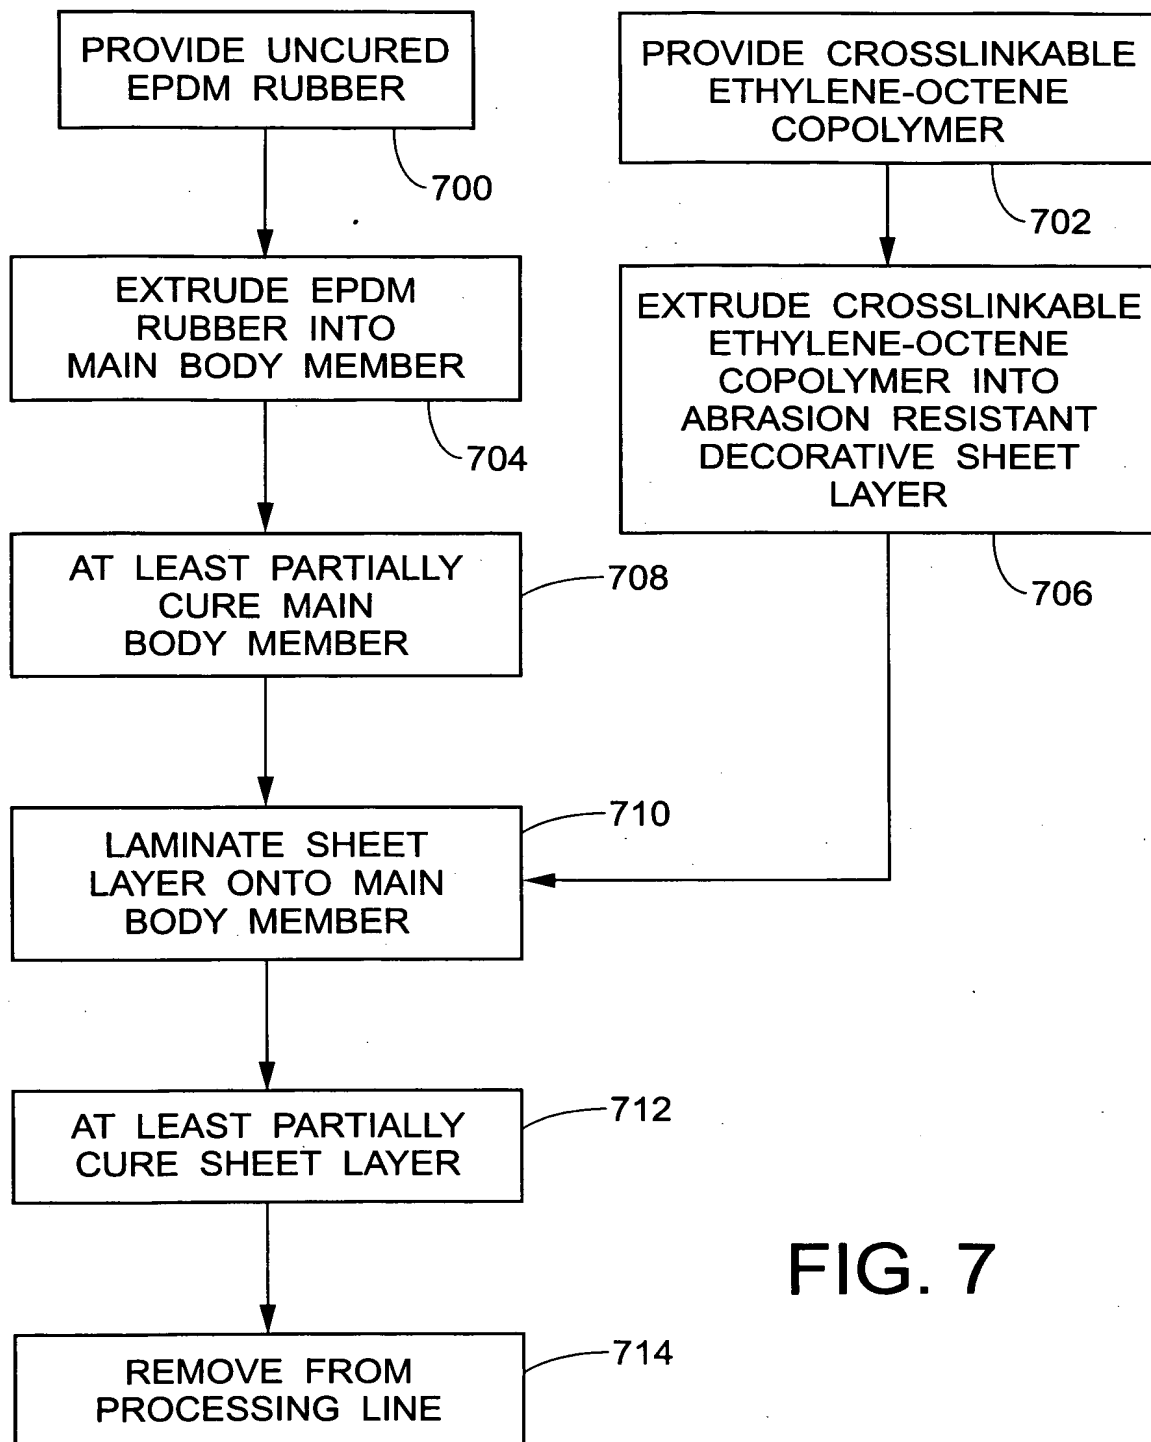 PROVIDE UNCURED
EPDM RUBBER
700
PROVIDE CROSSLINKABLE
ETHYLENE-OCTENE
COPOLYMER
702
EXTRUDE EPDM
RUBBER INTO
MAIN BODY MEMBER
704
EXTRUDE CROSSLINKABLE
ETHYLENE-OCTENE
COPOLYMER INTO
ABRASION RESISTANT
DECORATIVE SHEET
LAYER
706
AT LEAST PARTIALLY
CURE MAIN
BODY MEMBER
708
LAMINATE SHEET
LAYER ONTO MAIN
BODY MEMBER
710
AT LEAST PARTIALLY
CURE SHEET LAYER
712
REMOVE FROM
PROCESSING LINE
714
FIG. 7